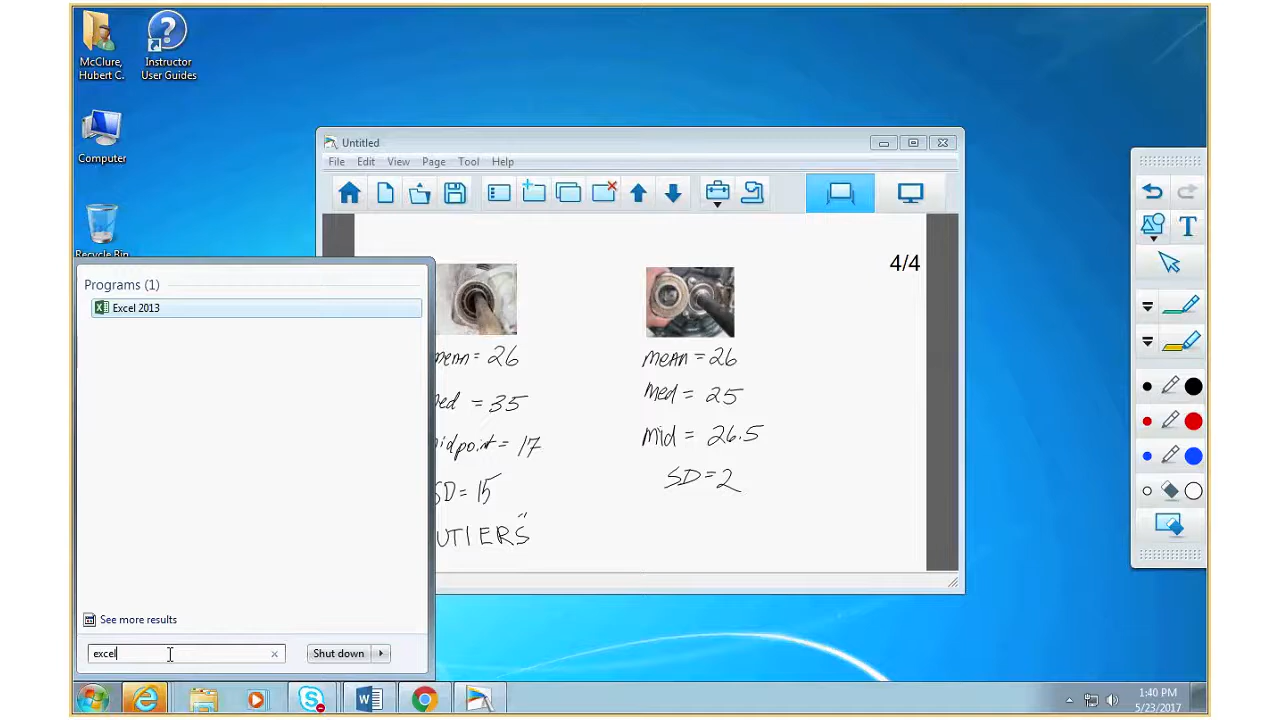 McClure, Hubert C.
Instructor User Guides
Computer
Recycle Bin
Untitled
File Edit View Page Tool Help
T
4/4
mean = 26
med = 35
midpoint = 17
SD = 15
UTIERS"
mean = 26
med = 25
mid = 26.5
SD = 2
Programs (1)
Excel 2013
See more results
excel
Shut down
1:40 PM
5/23/2017